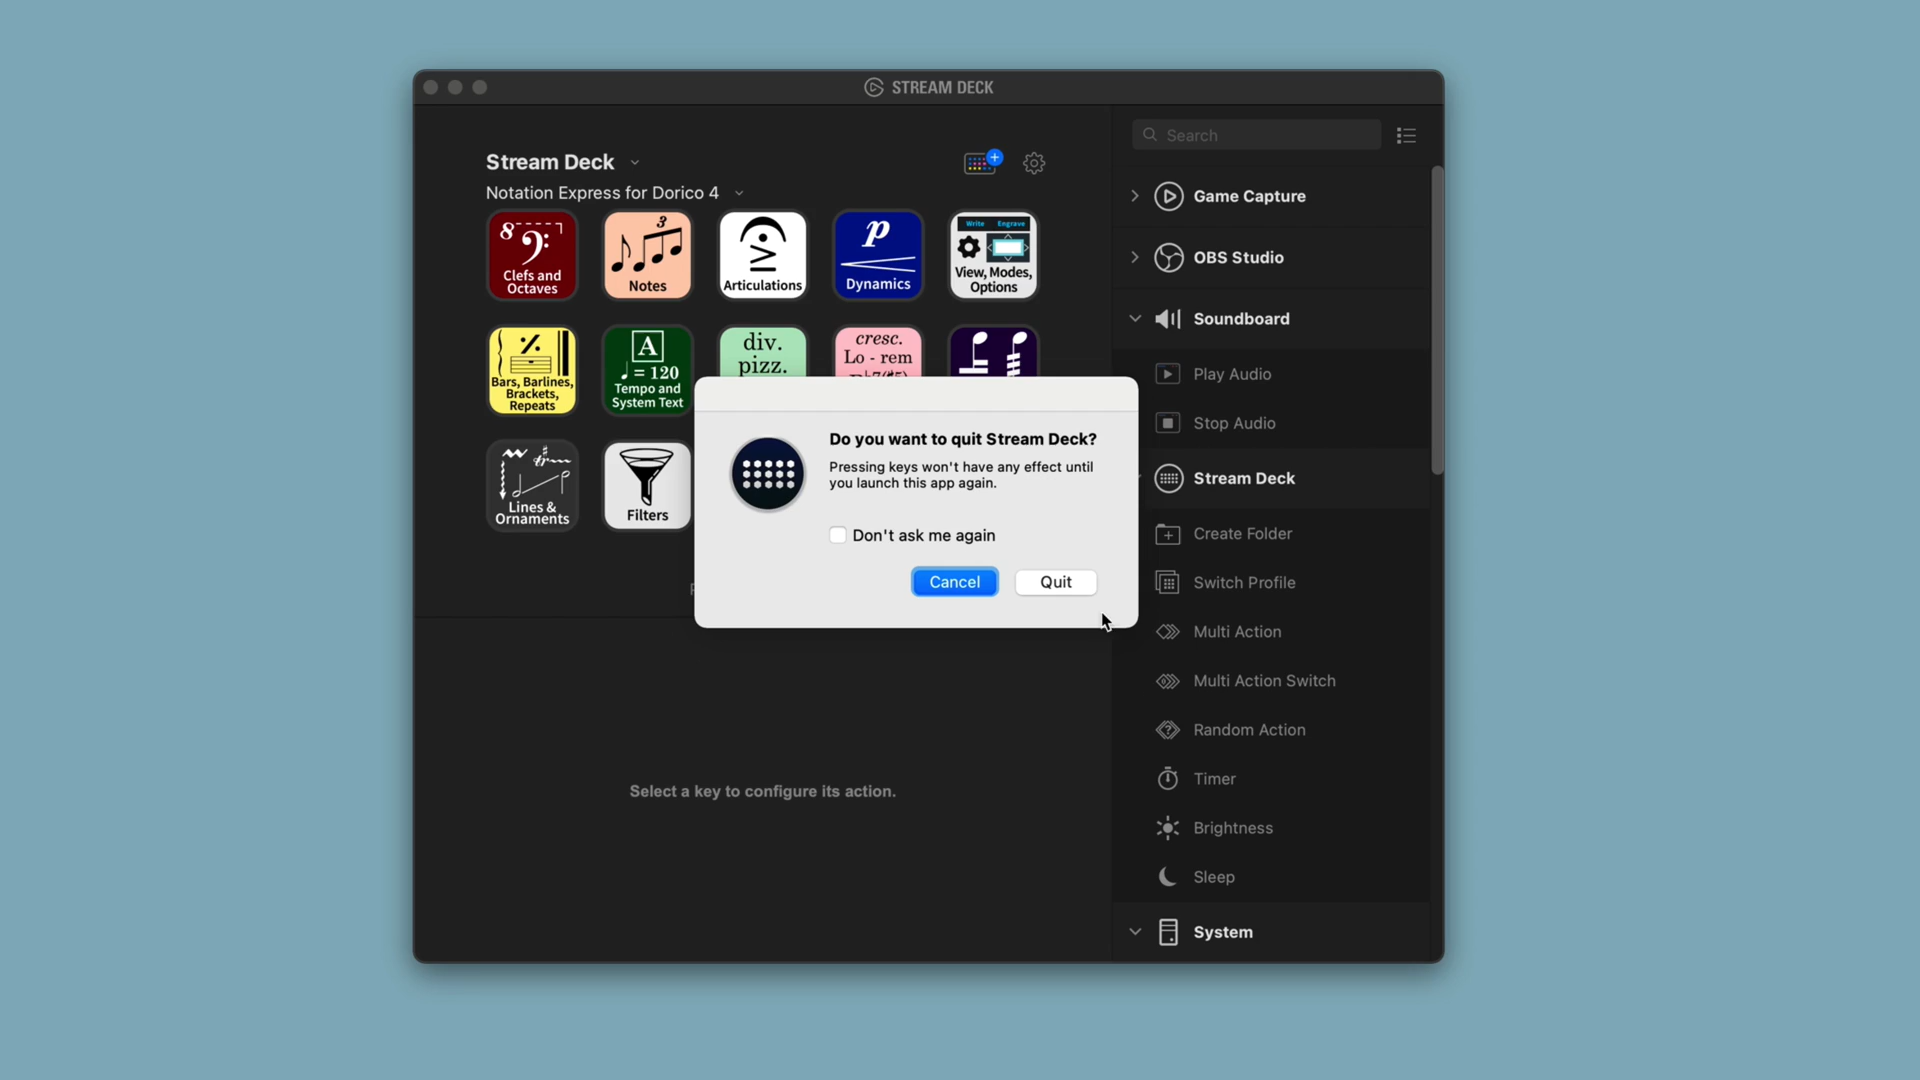 STREAM DECK
Search
Stream Deck
Notation Express for Dorico 4
8
Clefs and
Octaves
3
Notes
Articulations
p
Dynamics
Write Engrave
View, Modes,
Options
Bars, Barlines,
Brackets,
Repeats
A
= 120
Tempo and
System Text
div.
pizz.
cresc.
Lo - rem
Lines &
Ornaments
Filters
Do you want to quit Stream Deck?
Pressing keys won't have any effect until
you launch this app again.
Don't ask me again
Cancel
Quit
Select a key to configure its action.
Game Capture
OBS Studio
Soundboard
Play Audio
Stop Audio
Stream Deck
Create Folder
Switch Profile
Multi Action
Multi Action Switch
Random Action
Timer
Brightness
Sleep
System